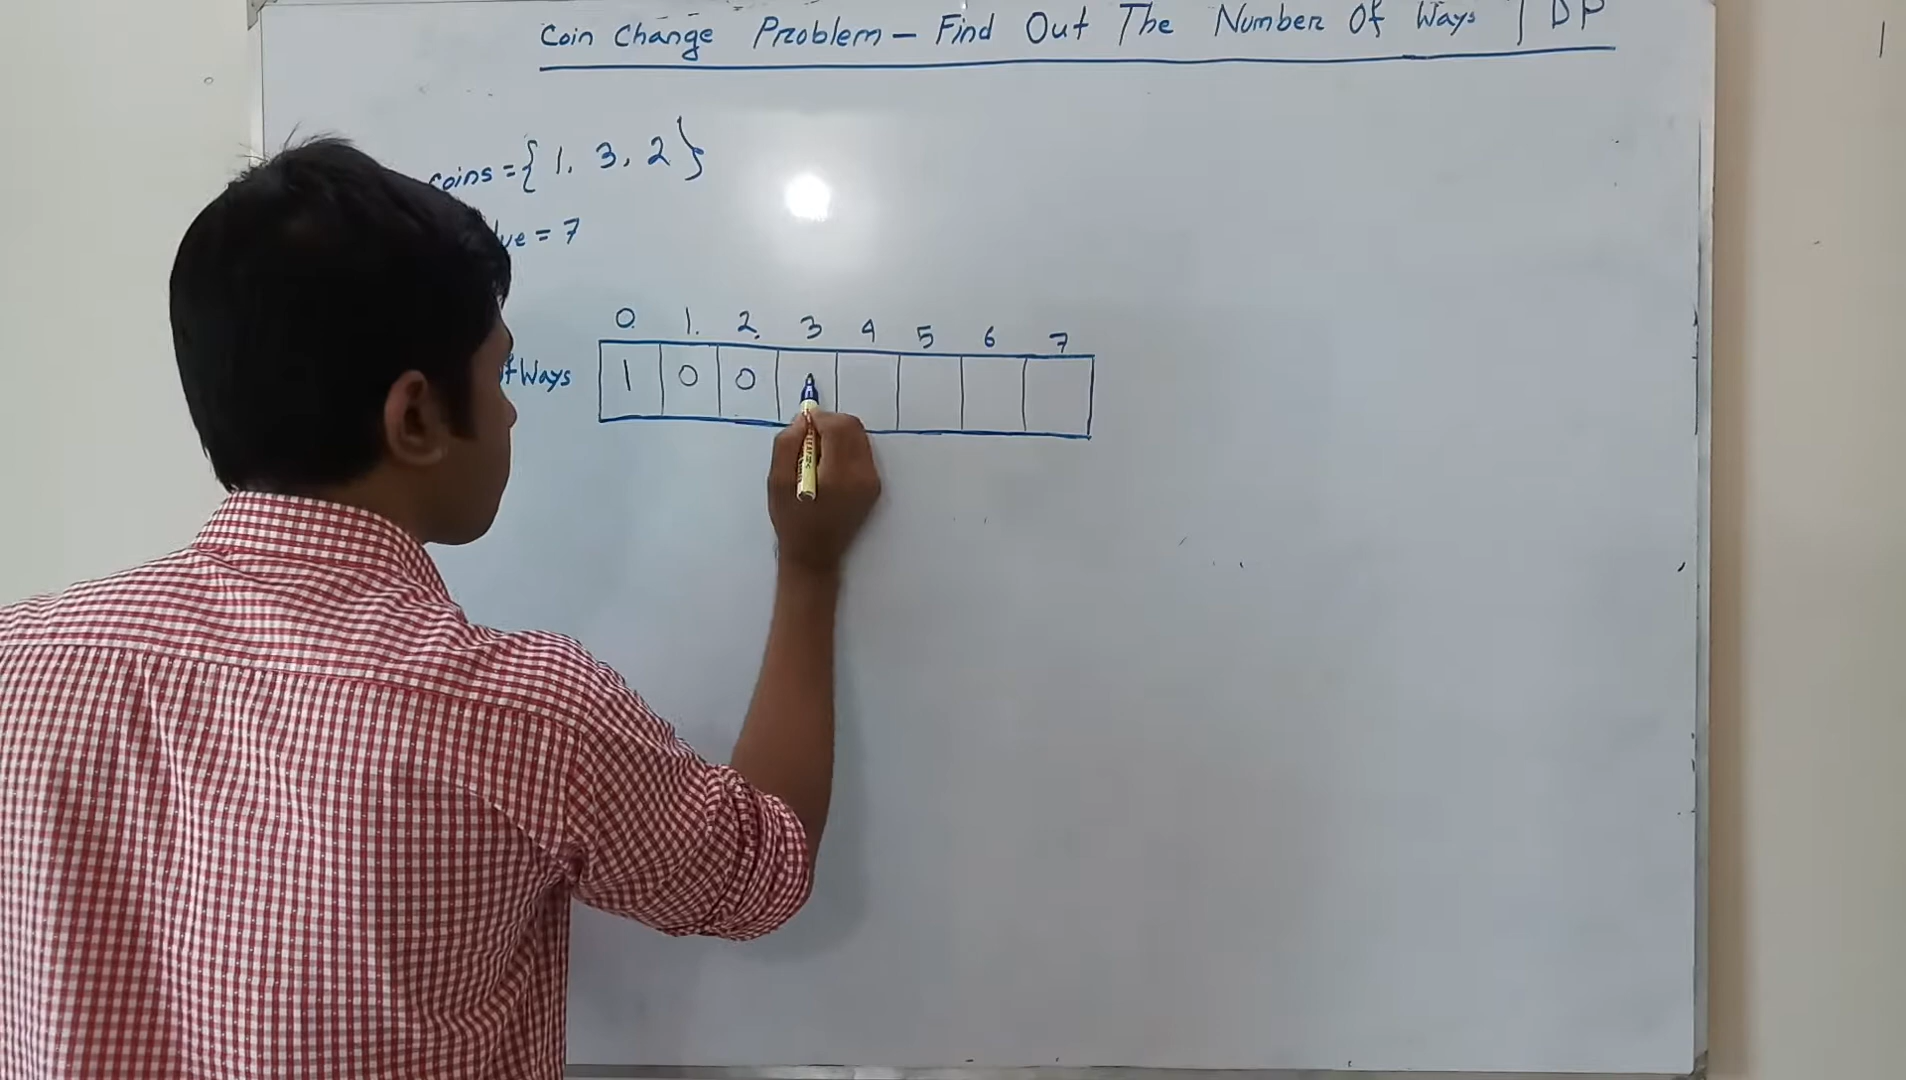 Coin Change Problem — Find Out The Number Of Ways | DP
coins = { 1, 3, 2 }
= 7
0 1 2 3 4 5 6 7
Ways 1 0 0